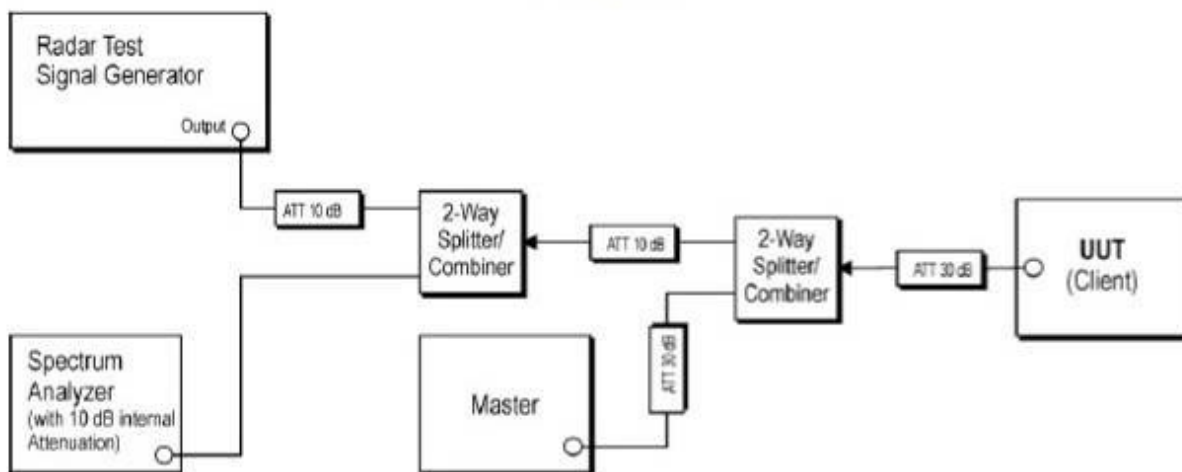 Radar Test
Signal Generator
Output
ATT 10 dB
2-Way
Splitter/
Combiner
ATT 10 dB
2-Way
Splitter/
Combiner
ATT 30 dB
UUT
(Client)
Spectrum
Analyzer
(with 10 dB internal
Attenuation)
Master
ATT 30 dB